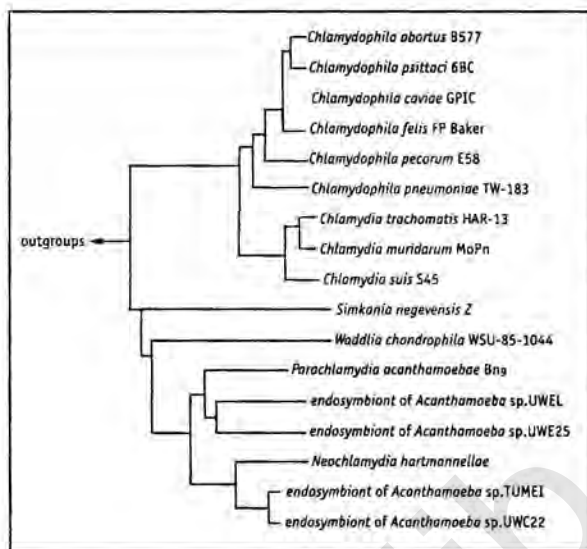 Chlamydophila abortus B577
Chlamydophila psittaci 6BC
Chlamydophila caviae GPIC
Chlamydophila felis FP Baker
Chlamydophila pecorum E58
Chlamydophila pneumoniae TW-183
Chlamydia trachomatis HAR-13
Chlamydia muridarum MoPn
outgroups
Chlamydia suis S45
Simkania negevensis Z
Waddlia chondrophila WSU-85-1044
Parachlamydia acanthamoebae Bn9
endosymbiont of Acanthamoeba sp.UWEL
endosymbiont of Acanthamoeba sp.UWE25
Neochlamydia hartmannellae
endosymbiont of Acanthamoeba sp.TUMEI
endosymbiont of Acanthamoeba sp.UWC22